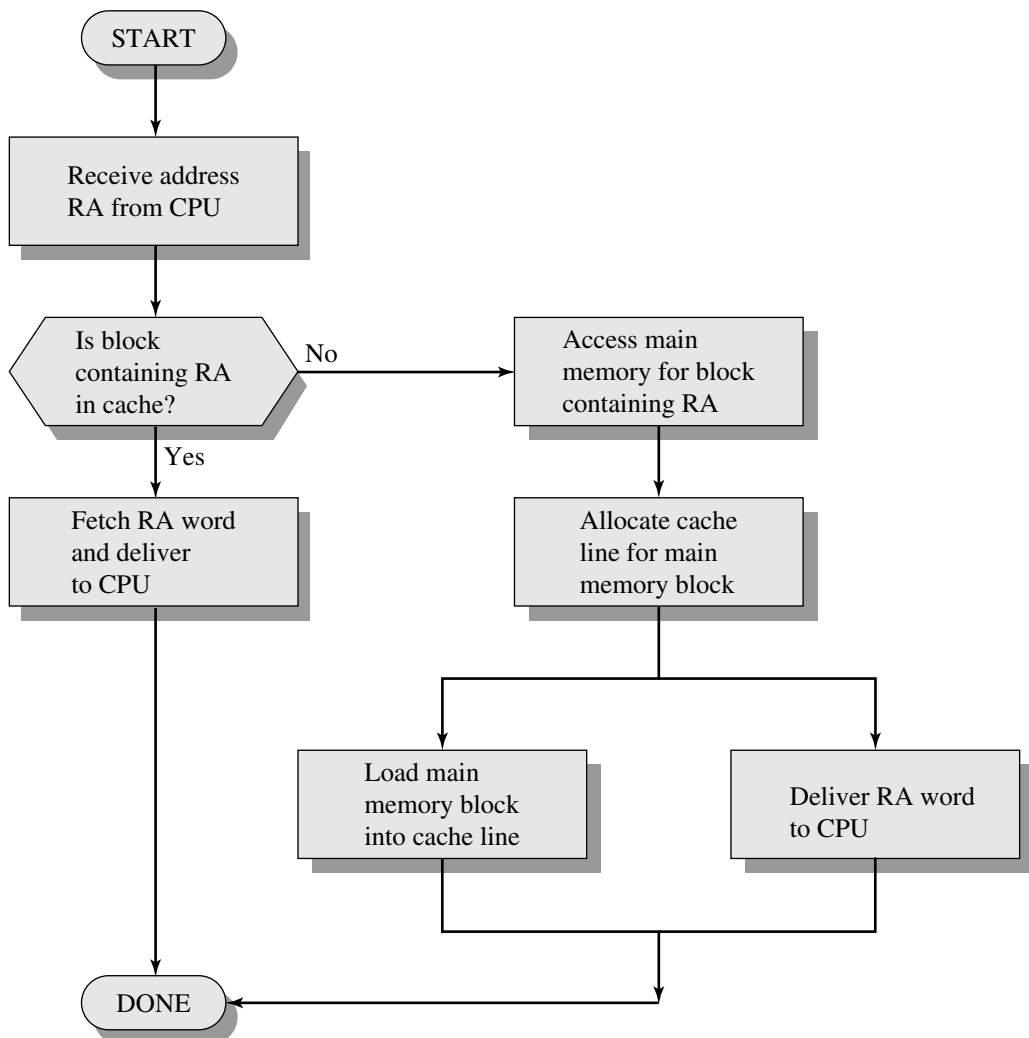 START
Receive address
RA from CPU
Is block
containing RA
in cache?
No
Access main
memory for block
containing RA
Yes
Fetch RA word
and deliver
to CPU
Allocate cache
line for main
memory block
Load main
memory block
into cache line
Deliver RA word
to CPU
DONE